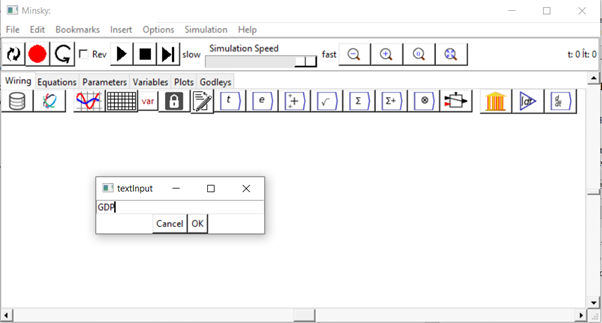 Minsky:
File Edit Bookmarks Insert Options Simulation Help
Rev slow Simulation Speed fast t: 0 Δt: 0
Wiring Equations Parameters Variables Plots Godleys
var t e √ Σ Σ+ ⊗
textInput
GDP
Cancel OK